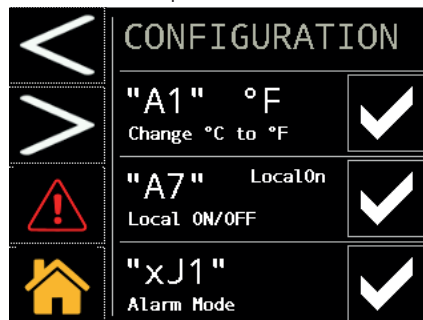 CONFIGURATION
"A1" °F
Change °C to °F
"A7" LocalOn
Local ON/OFF
"xJ1"
Alarm Mode